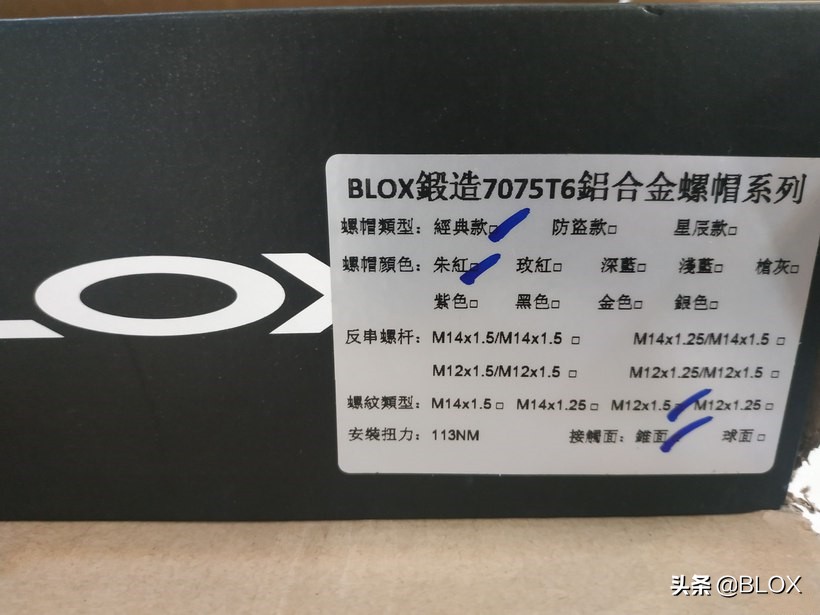 LOX
BLOX鍛造7075T6鋁合金螺帽系列
螺帽類型：經典款□ 防盜款□ 星辰款□
螺帽顏色：朱紅□ 玫紅□ 深藍□ 淺藍□ 槍灰□
紫色□ 黑色□ 金色□ 銀色□
反串螺杆：M14x1.5/M14x1.5 □ M14x1.25/M14x1.5 □
M12x1.5/M12x1.5 □ M12x1.25/M12x1.5 □
螺紋類型：M14x1.5□ M14x1.25□ M12x1.5□ M12x1.25□
安裝扭力：113NM 接觸面：錐面□ 球面□
头条 @BLOX